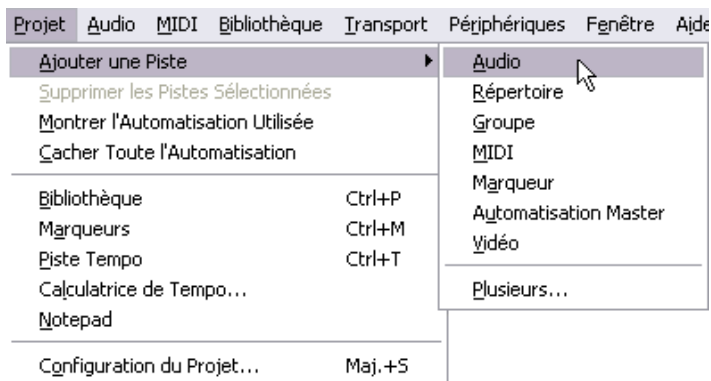 Projet Audio MIDI Bibliothèque Transport Périphériques Fenêtre Aide
Ajouter une Piste
Supprimer les Pistes Sélectionnées
Montrer l'Automatisation Utilisée
Cacher Toute l'Automatisation
Bibliothèque Ctrl+P
Marqueurs Ctrl+M
Piste Tempo Ctrl+T
Calculatrice de Tempo...
Notepad
Configuration du Projet... Maj.+S
Audio
Répertoire
Groupe
MIDI
Marqueur
Automatisation Master
Vidéo
Plusieurs...